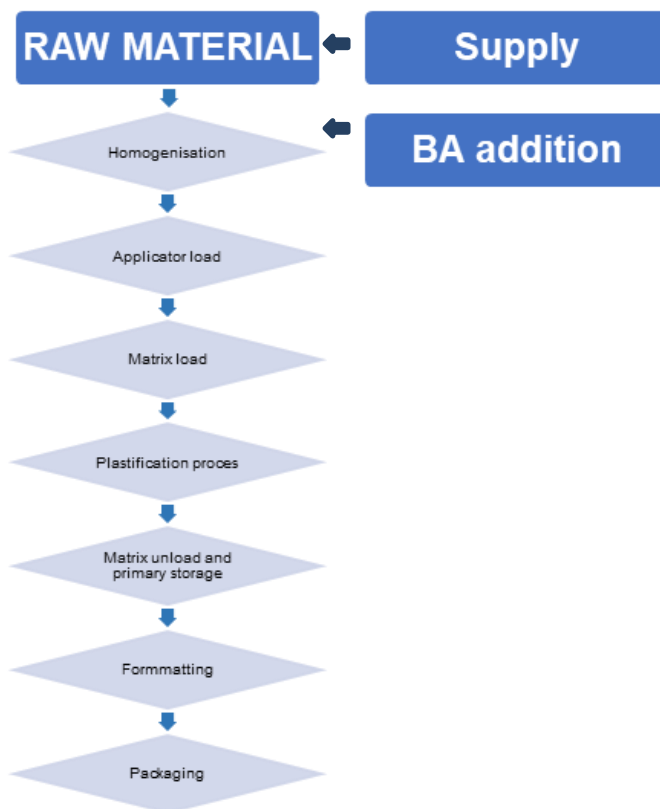 RAW MATERIAL
Supply
BA addition
Homogenisation
Applicator load
Matrix load
Plastification proces
Matrix unload and
primary storage
Formmatting
Packaging